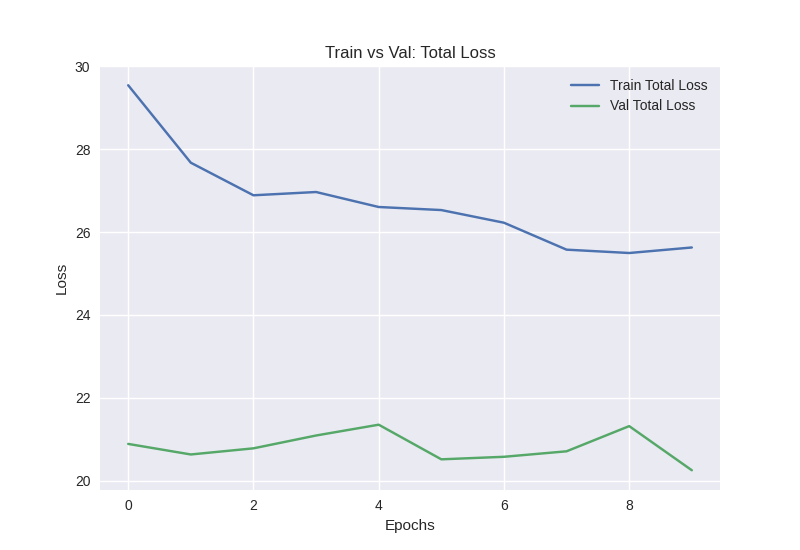 Train vs Val: Total Loss
30
28
26
24
22
20
Loss
Train Total Loss
Val Total Loss
0 2 4 6 8
Epochs